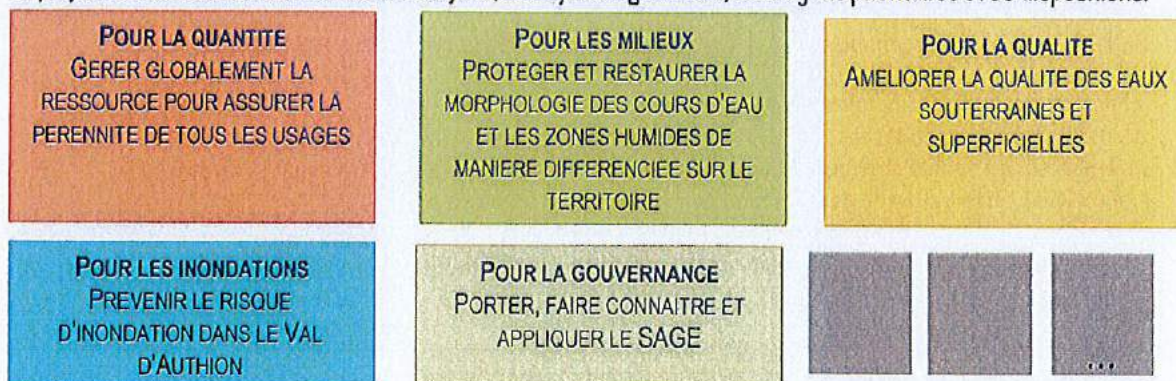 POUR LA QUANTITE
GERER GLOBALEMENT LA
RESSOURCE POUR ASSURER LA
PERENNITE DE TOUS LES USAGES
POUR LES MILIEUX
PROTEGER ET RESTAURER LA
MORPHOLOGIE DES COURS D'EAU
ET LES ZONES HUMIDES DE
MANIERE DIFFERENCIEE SUR LE
TERRITOIRE
POUR LA QUALITE
AMELIORER LA QUALITE DES EAUX
SOUTERRAINES ET
SUPERFICIELLES
POUR LES INONDATIONS
PREVENIR LE RISQUE
D'INONDATION DANS LE VAL
D'AUTHION
POUR LA GOUVERNANCE
PORTER, FAIRE CONNAITRE ET
APPLIQUER LE SAGE
...